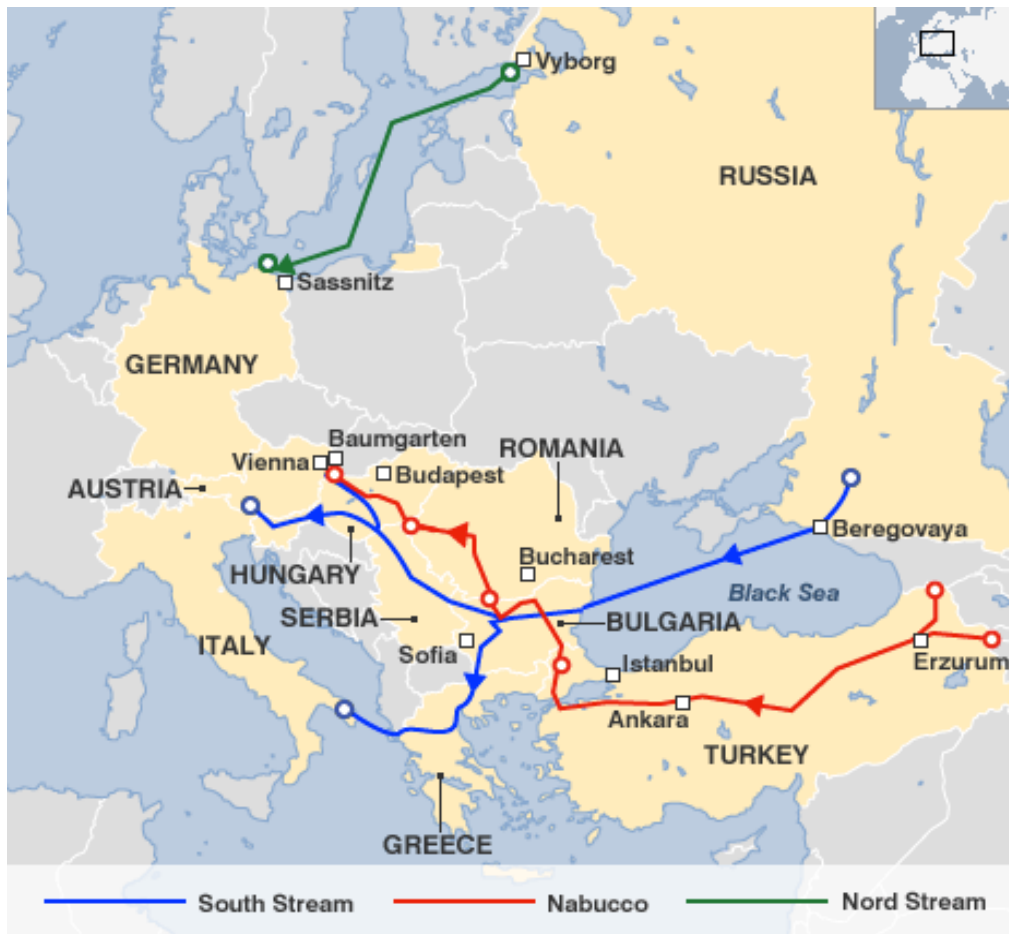 Vyborg
RUSSIA
Sassnitz
GERMANY
Baumgarten
ROMANIA
Vienna
Budapest
AUSTRIA
Beregovaya
Bucharest
HUNGARY
Black Sea
SERBIA
BULGARIA
ITALY
Sofia
Istanbul
Erzurum
Ankara
TURKEY
GREECE
South Stream
Nabucco
Nord Stream